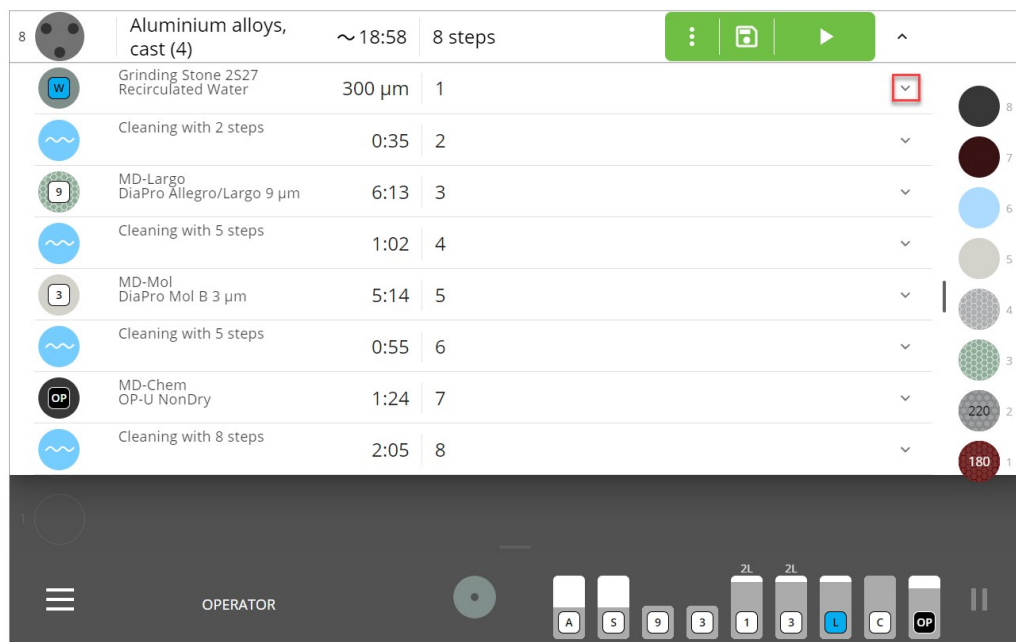 8 Aluminium alloys, cast (4) ~18:58 8 steps
W Grinding Stone 2S27 Recirculated Water 300 µm 1
Cleaning with 2 steps 0:35 2
9 MD-Largo DiaPro Allegro/Largo 9 µm 6:13 3
Cleaning with 5 steps 1:02 4
3 MD-Mol DiaPro Mol B 3 µm 5:14 5
Cleaning with 5 steps 0:55 6
OP MD-Chem OP-U NonDry 1:24 7
Cleaning with 8 steps 2:05 8
8
7
6
5
4
3
220 2
180 1
1
2L 2L
OPERATOR A S 9 3 1 3 L C OP